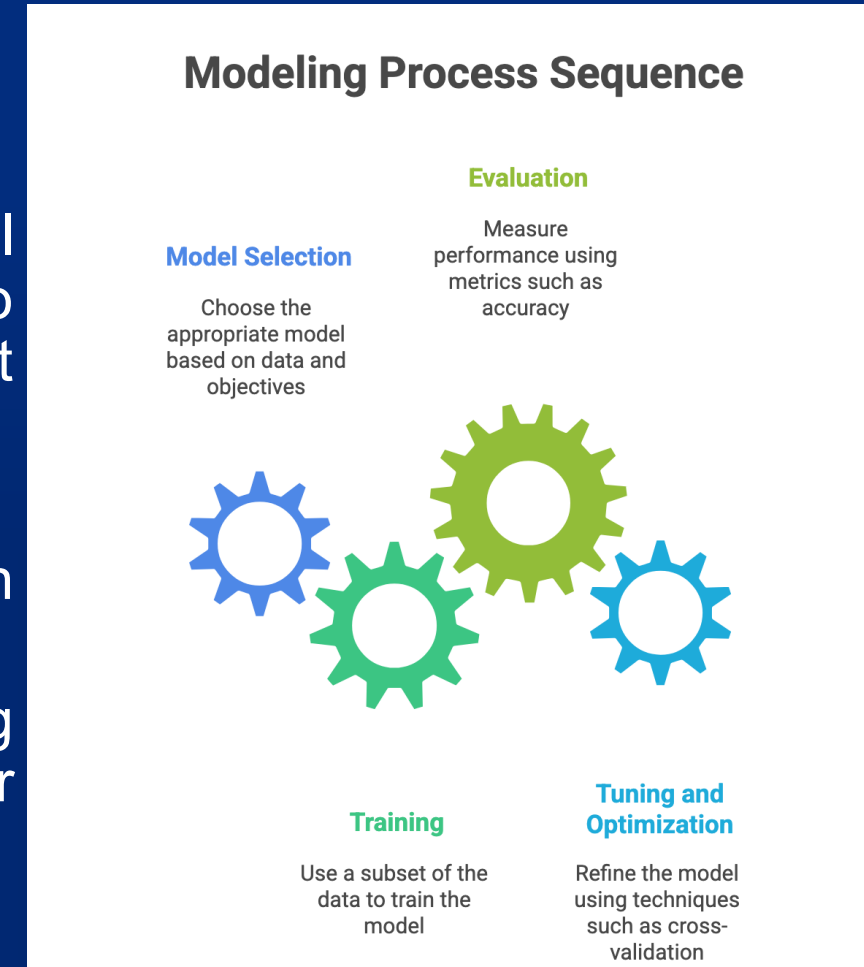 Modeling Process Sequence
Evaluation
Measure
performance using
metrics such as
accuracy
Model Selection
Choose the
appropriate model
based on data and
objectives
Training
Use a subset of the
data to train the
model
Tuning and
Optimization
Refine the model
using techniques
such as cross-
validation